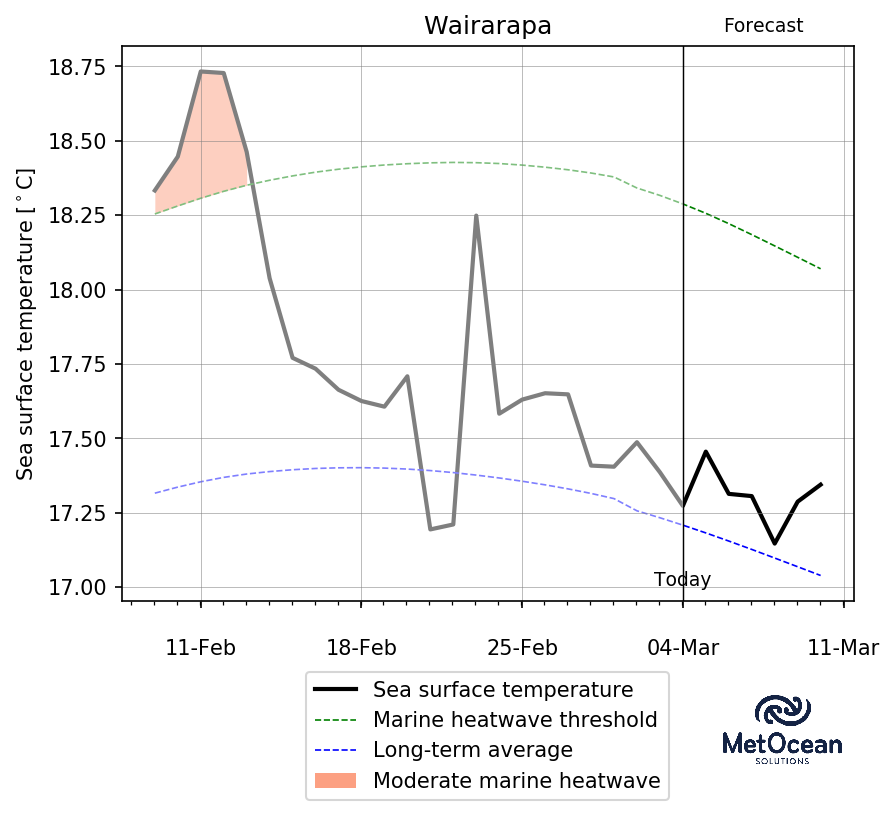 Wairarapa
Forecast
Sea surface temperature [°C]
18.75
18.50
18.25
18.00
17.75
17.50
17.25
17.00
Today
11-Feb
18-Feb
25-Feb
04-Mar
11-Mar
Sea surface temperature
Marine heatwave threshold
Long-term average
Moderate marine heatwave
MetOcean
SOLUTIONS